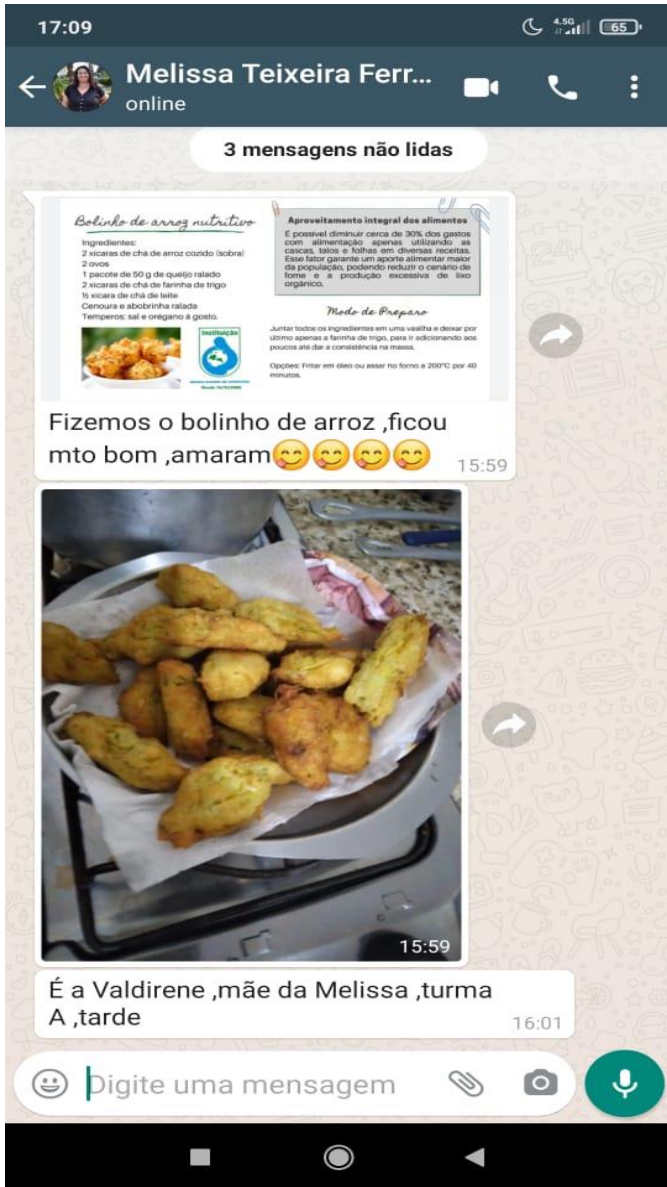 17:09
4.5G
65
Melissa Teixeira Ferr...
online
3 mensagens não lidas
Bolinho de arroz nutritivo
Ingredientes:
2 xicaras de chá de arroz cozido (sobra)
2 ovos
1 pacote de 50 g de queijo ralado
2 xicaras de chá de farinha de trigo
½ xicara de chá de leite
Cenoura e abobrinha ralada
Temperos: sal e orégano á gosto.
Instituição
Aproveitamento integral dos alimentos
É possivel diminuir cerca de 30% dos gastos
com alimentação apenas utilizando as
cascas, talos e folhas em diversas receitas.
Esse fator garante um aporte alimentar maior
da população, podendo reduzir o cenário de
fome e a produção excessiva de lixo
orgânico.
Modo de Preparo
Juntar todos os ingredientes em uma vasilha e deixar por
último apenas a farinha de trigo, para ir adicionando aos
poucos até dar a consistência na massa.
Opções: Fritar em óleo ou assar no forno a 200°C por 40
minutos.
Fizemos o bolinho de arroz ,ficou
mto bom ,amaram😋😋😋😋
15:59
15:59
É a Valdirene ,mãe da Melissa ,turma
A ,tarde
16:01
Digite uma mensagem